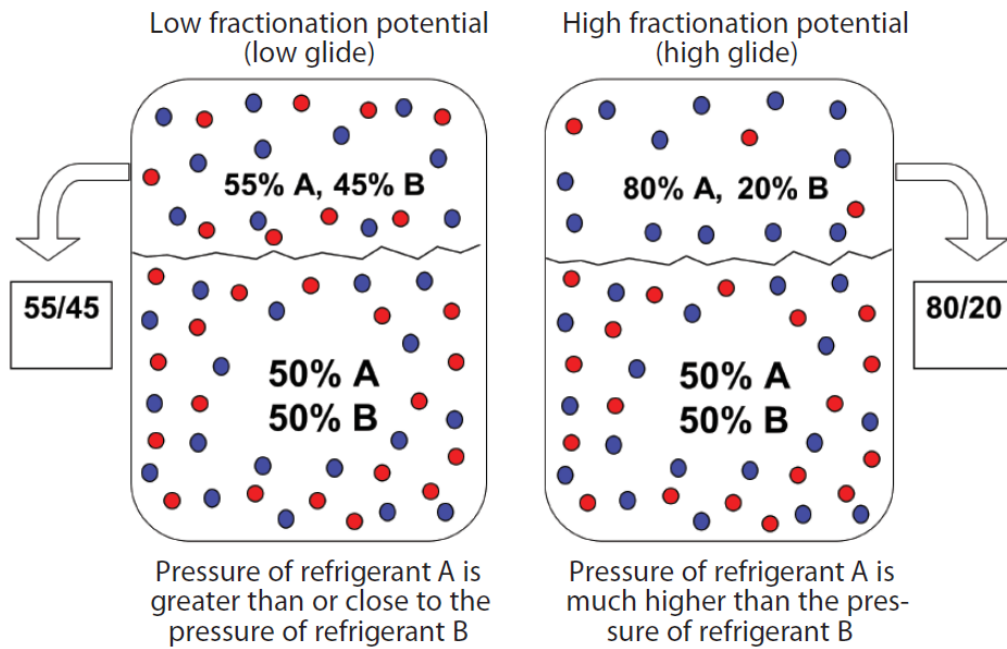 Low fractionation potential
(low glide)
High fractionation potential
(high glide)
55% A, 45% B
80% A, 20% B
55/45
80/20
50% A
50% B
50% A
50% B
Pressure of refrigerant A is
greater than or close to the
pressure of refrigerant B
Pressure of refrigerant A is
much higher than the pres-
sure of refrigerant B